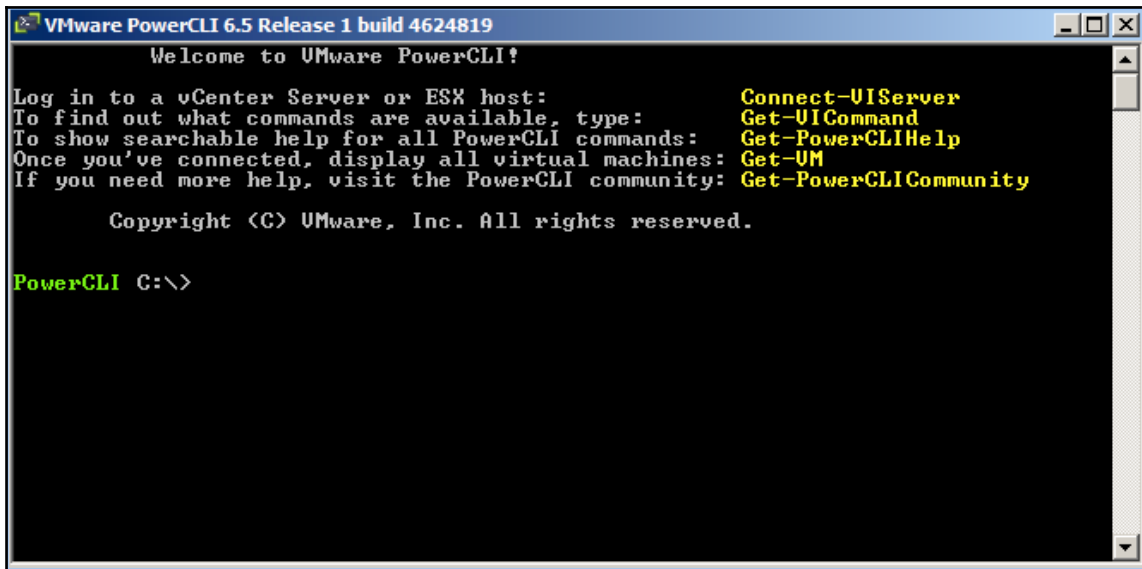 VMware PowerCLI 6.5 Release 1 build 4624819
Welcome to VMware PowerCLI!
Log in to a vCenter Server or ESX host: Connect-VIServer
To find out what commands are available, type: Get-VICommand
To show searchable help for all PowerCLI commands: Get-PowerCLIHelp
Once you've connected, display all virtual machines: Get-VM
If you need more help, visit the PowerCLI community: Get-PowerCLICommunity
Copyright (C) VMware, Inc. All rights reserved.
PowerCLI C:\>